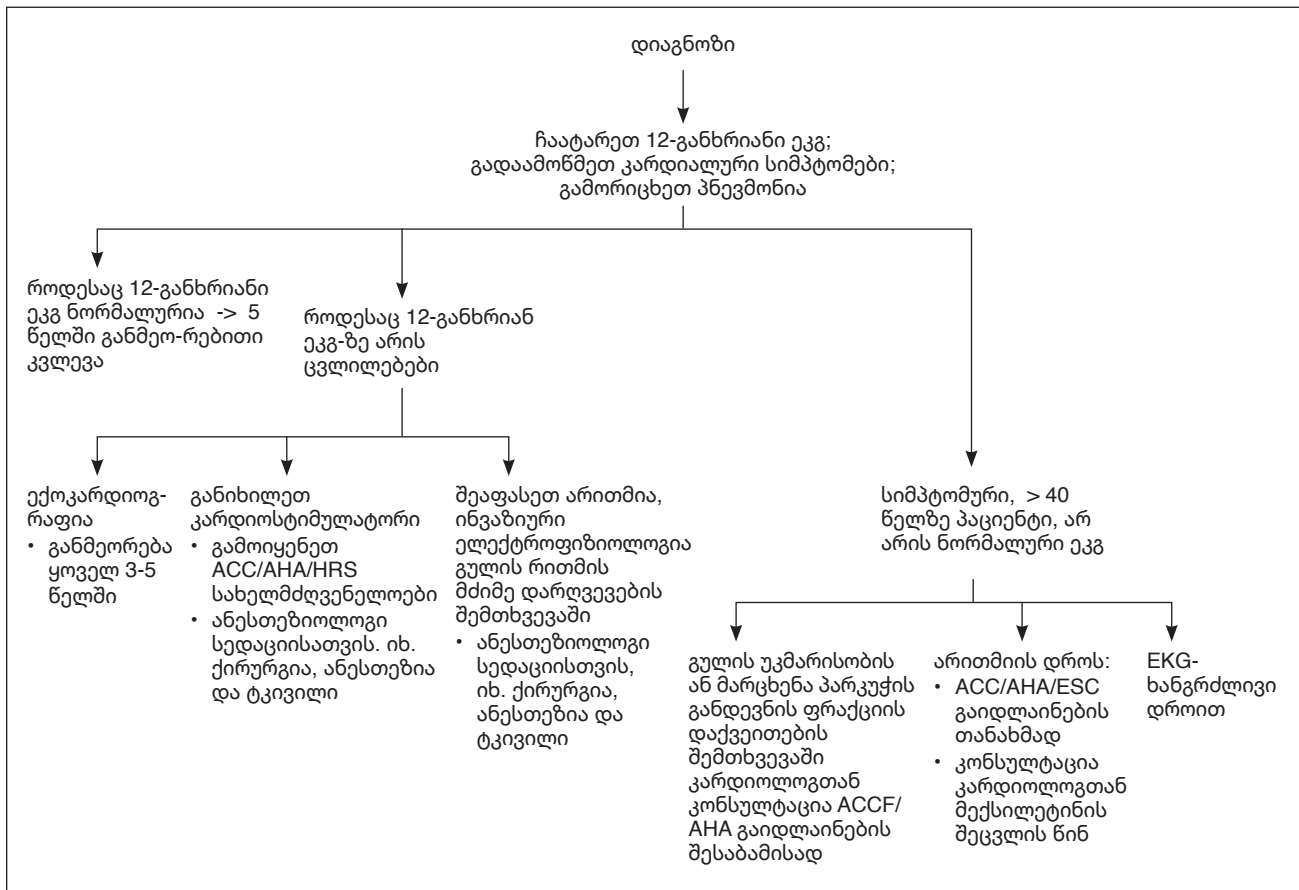 დიაგნოზი
ჩაატარეთ 12-განხრიანი ეკგ;
გადაამოწმეთ კარდიალური სიმპტომები;
გამორიცხეთ პნევმონია
როდესაც 12-განხრიანი
ეკგ ნორმალურია -> 5
წელში განმეო-რებითი
კვლევა
როდესაც 12-განხრიან
ეკგ-ზე არის
ცვლილებები
ექოკარდიოგ-
რაფია
• განმეორება
ყოველ 3-5
წელში
განიხილეთ
კარდიოსტიმულატორი
• გამოიყენეთ
ACC/AHA/HRS
სახელმძღვენელოები
• ანესთეზიოლოგი
სედაციისათვის. იხ.
ქირურგია, ანესთეზია
და ტკივილი
შეაფასეთ არითმია,
ინვაზიური
ელექტროფიზიოლოგია
გულის რითმის
მძიმე დარღვევების
შემთხვევაში
• ანესთეზიოლოგი
სედაციისთვის,
იხ. ქირურგია,
ანესთეზია და
ტკივილი
სიმპტომური, > 40
წელზე პაციენტი, არ
არის ნორმალური ეკგ
გულის უკმარისობის
ან მარცხენა პარკუჭის
განდევნის ფრაქციის
დაქვეითების
შემთხვევაში
კარდიოლოგთან
კონსულტაცია ACCF/
AHA გაიდლაინების
შესაბამისად
არითმიის დროს:
• ACC/AHA/ESC
გაიდლაინების
თანახმად
• კონსულტაცია
კარდიოლოგთან
მექსილეტინის
შეცვლის წინ
EKG-
ხანგრძლივი
დროით